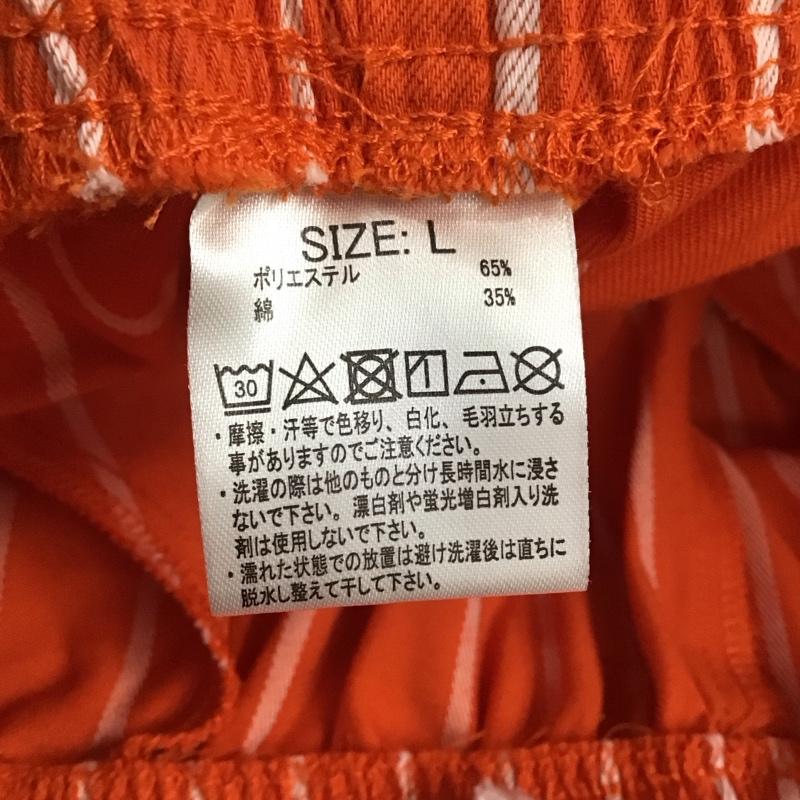 SIZE: L
ポリエステル 65%
綿 35%
30
・摩擦・汗等で色移り、白化、毛羽立ちする
事がありますのでご注意ください。
・洗濯の際は他のものと分け長時間水に浸さ
ないで下さい。漂白剤や蛍光増白剤入り洗
剤は使用しないで下さい。
・濡れた状態での放置は避け洗濯後は直ちに
脱水し整えて干して下さい。